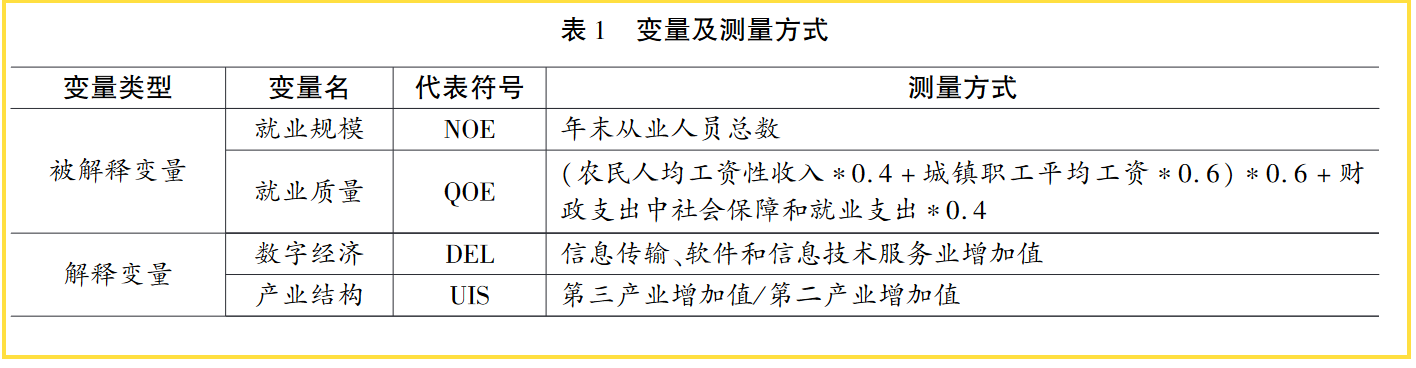 表1 变量及测量方式
变量类型 变量名 代表符号 测量方式
被解释变量
就业规模 NOE 年末从业人员总数
就业质量 QOE (农民人均工资性收入*0.4+城镇职工平均工资*0.6)*0.6+财
政支出中社会保障和就业支出*0.4
解释变量
数字经济 DEL 信息传输、软件和信息技术服务业增加值
产业结构 UIS 第三产业增加值/第二产业增加值